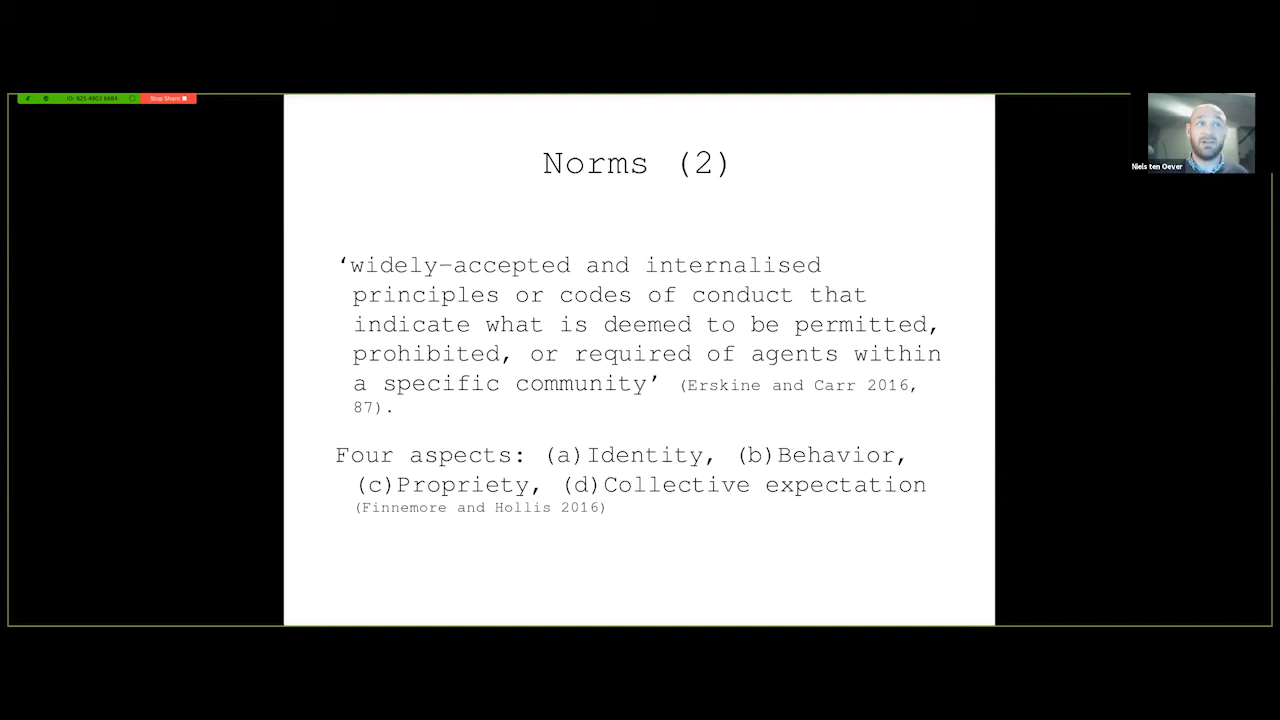 ID: 925 4803 6684 Stop Share
Norms (2)
Niels ten Oever
‘widely-accepted and internalised
principles or codes of conduct that
indicate what is deemed to be permitted,
prohibited, or required of agents within
a specific community’ (Erskine and Carr 2016,
87).
Four aspects: (a)Identity, (b)Behavior,
(c)Propriety, (d)Collective expectation
(Finnemore and Hollis 2016)